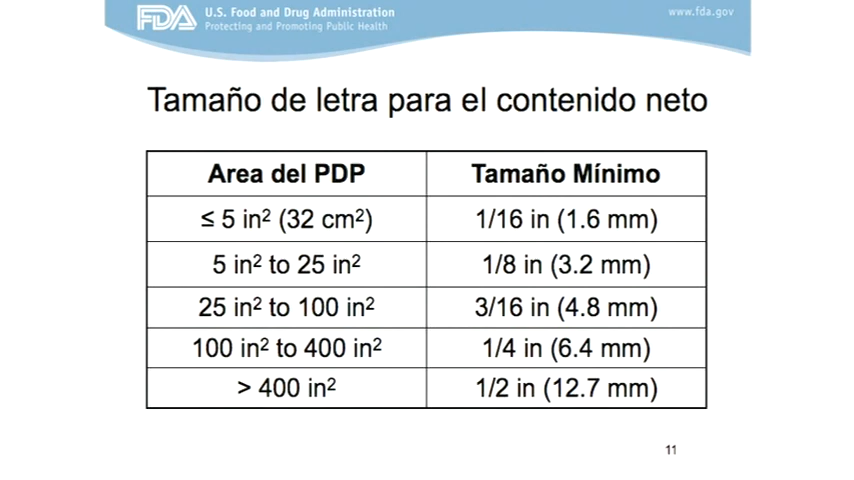 FDA U.S. Food and Drug Administration
Protecting and Promoting Public Health
www.fda.gov
Tamaño de letra para el contenido neto
Area del PDP Tamaño Mínimo
≤ 5 in² (32 cm²) 1/16 in (1.6 mm)
5 in² to 25 in² 1/8 in (3.2 mm)
25 in² to 100 in² 3/16 in (4.8 mm)
100 in² to 400 in² 1/4 in (6.4 mm)
> 400 in² 1/2 in (12.7 mm)
11